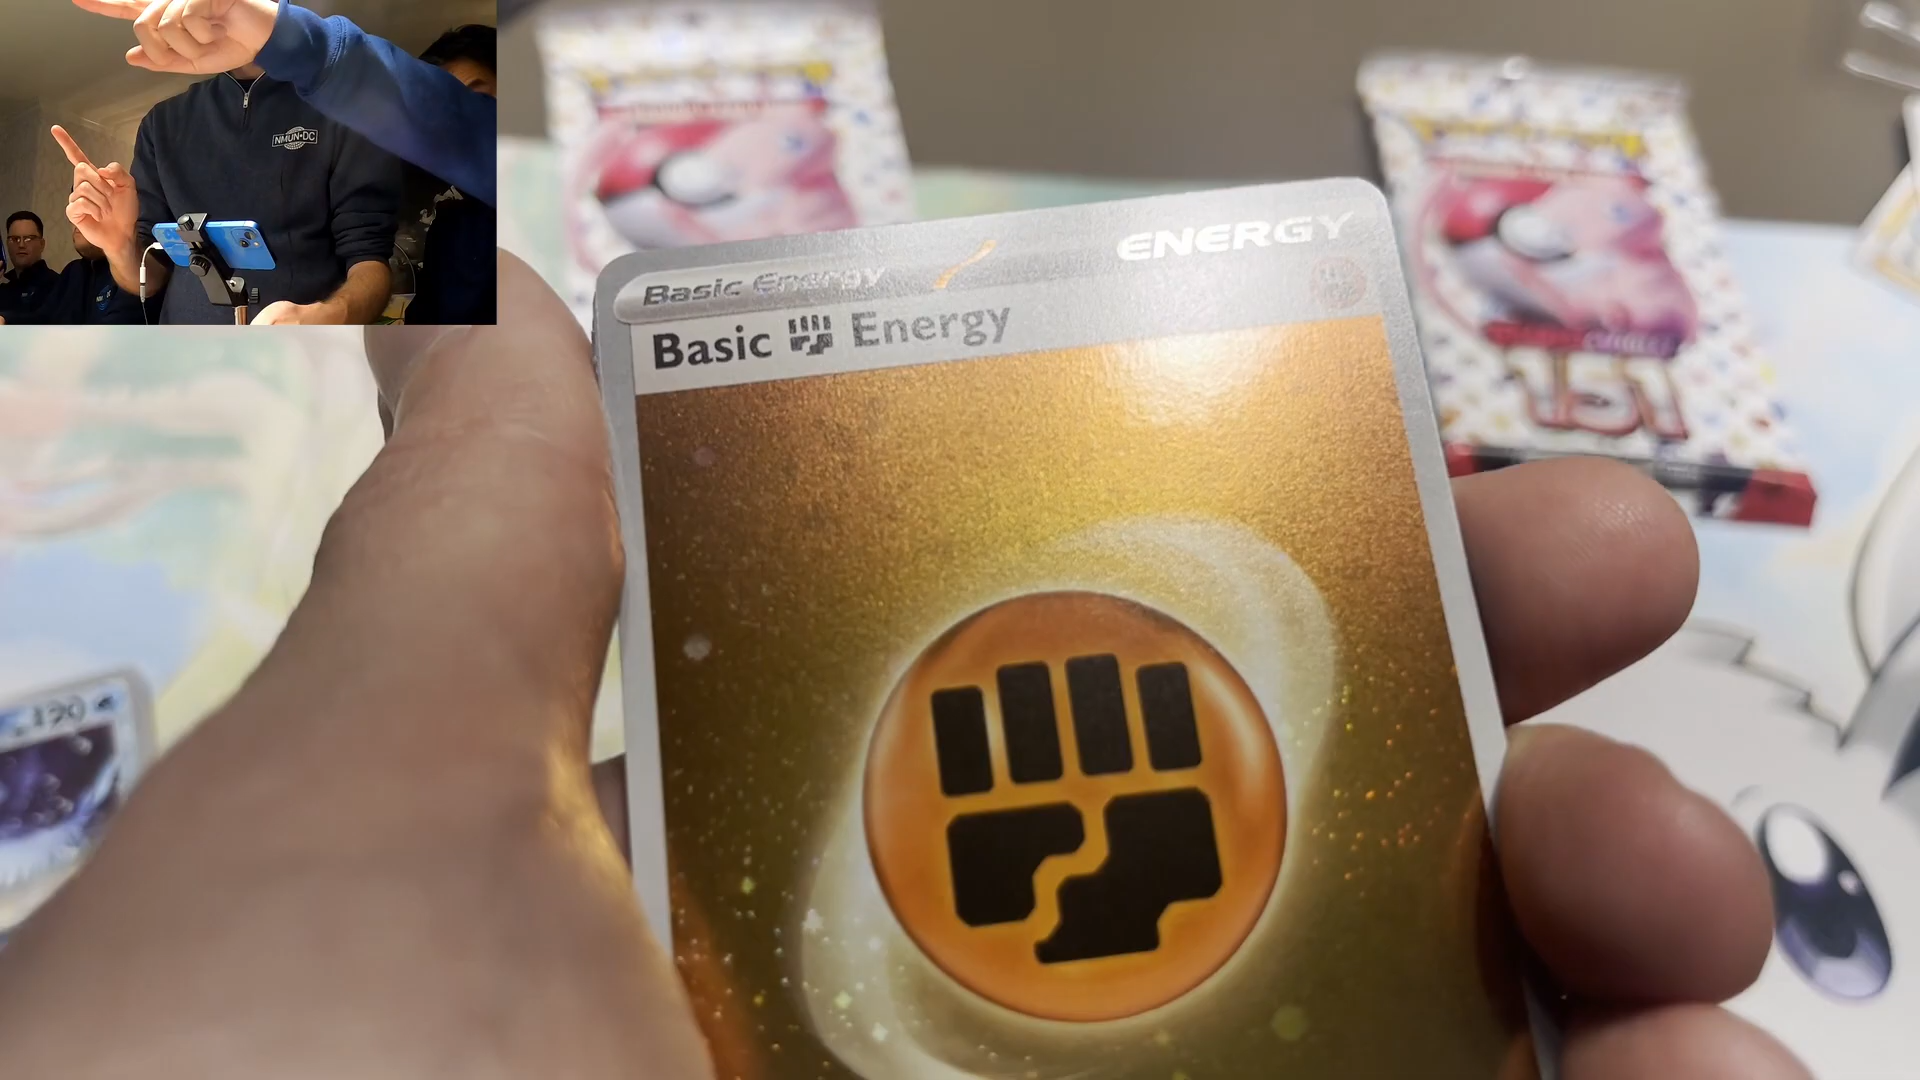 NMUN•DC
Basic Energy
ENERGY
Basic Energy
151
190